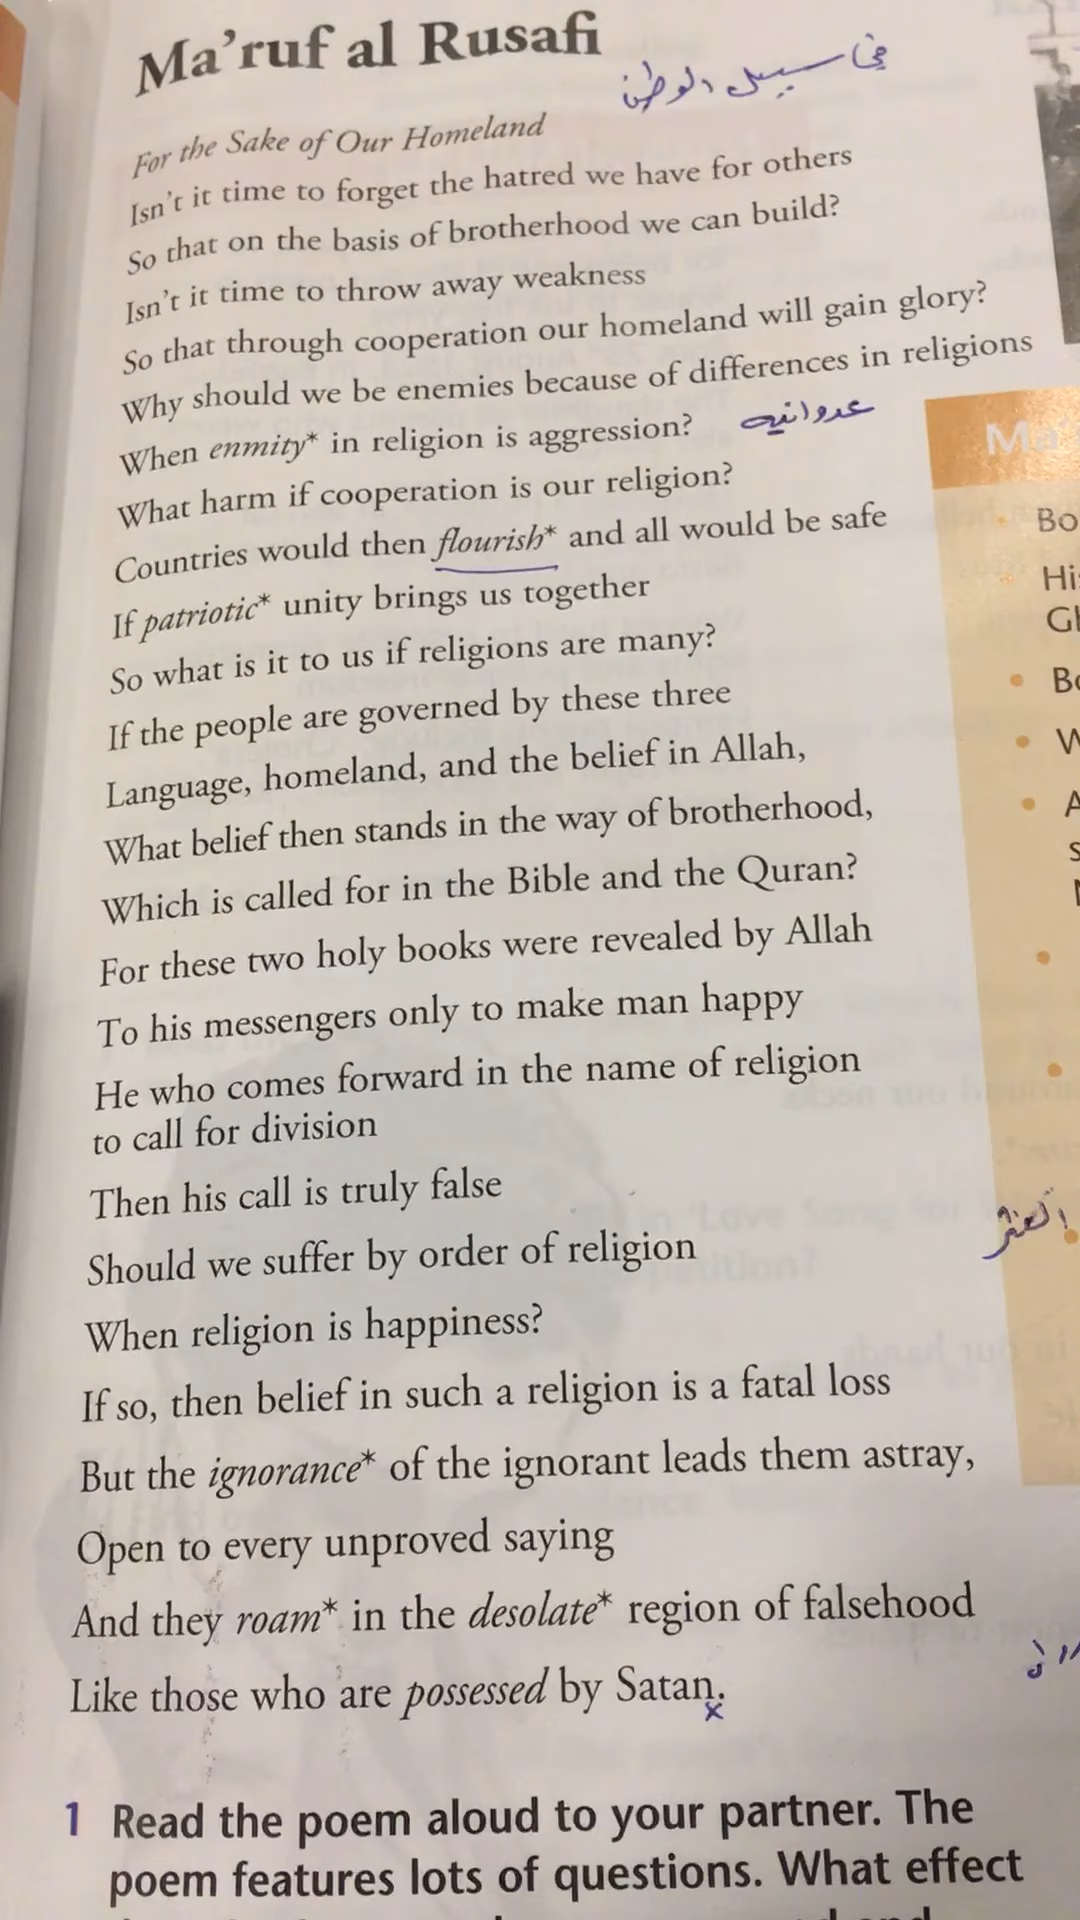 Ma'ruf al Rusafi
في سبيل الوطن
For the Sake of Our Homeland
Isn't it time to forget the hatred we have for others
So that on the basis of brotherhood we can build?
Isn't it time to throw away weakness
So that through cooperation our homeland will gain glory?
Why should we be enemies because of differences in religions
When enmity* in religion is aggression?
عدوانيه
What harm if cooperation is our religion?
Countries would then flourish* and all would be safe
If patriotic* unity brings us together
So what is it to us if religions are many?
If the people are governed by these three
Language, homeland, and the belief in Allah,
What belief then stands in the way of brotherhood,
Which is called for in the Bible and the Quran?
For these two holy books were revealed by Allah
To his messengers only to make man happy
He who comes forward in the name of religion
to call for division
Then his call is truly false
Should we suffer by order of religion
When religion is happiness?
If so, then belief in such a religion is a fatal loss
But the ignorance* of the ignorant leads them astray,
Open to every unproved saying
And they roam* in the desolate* region of falsehood
Like those who are possessed by Satan.
x
1 Read the poem aloud to your partner. The
poem features lots of questions. What effect
Ma'